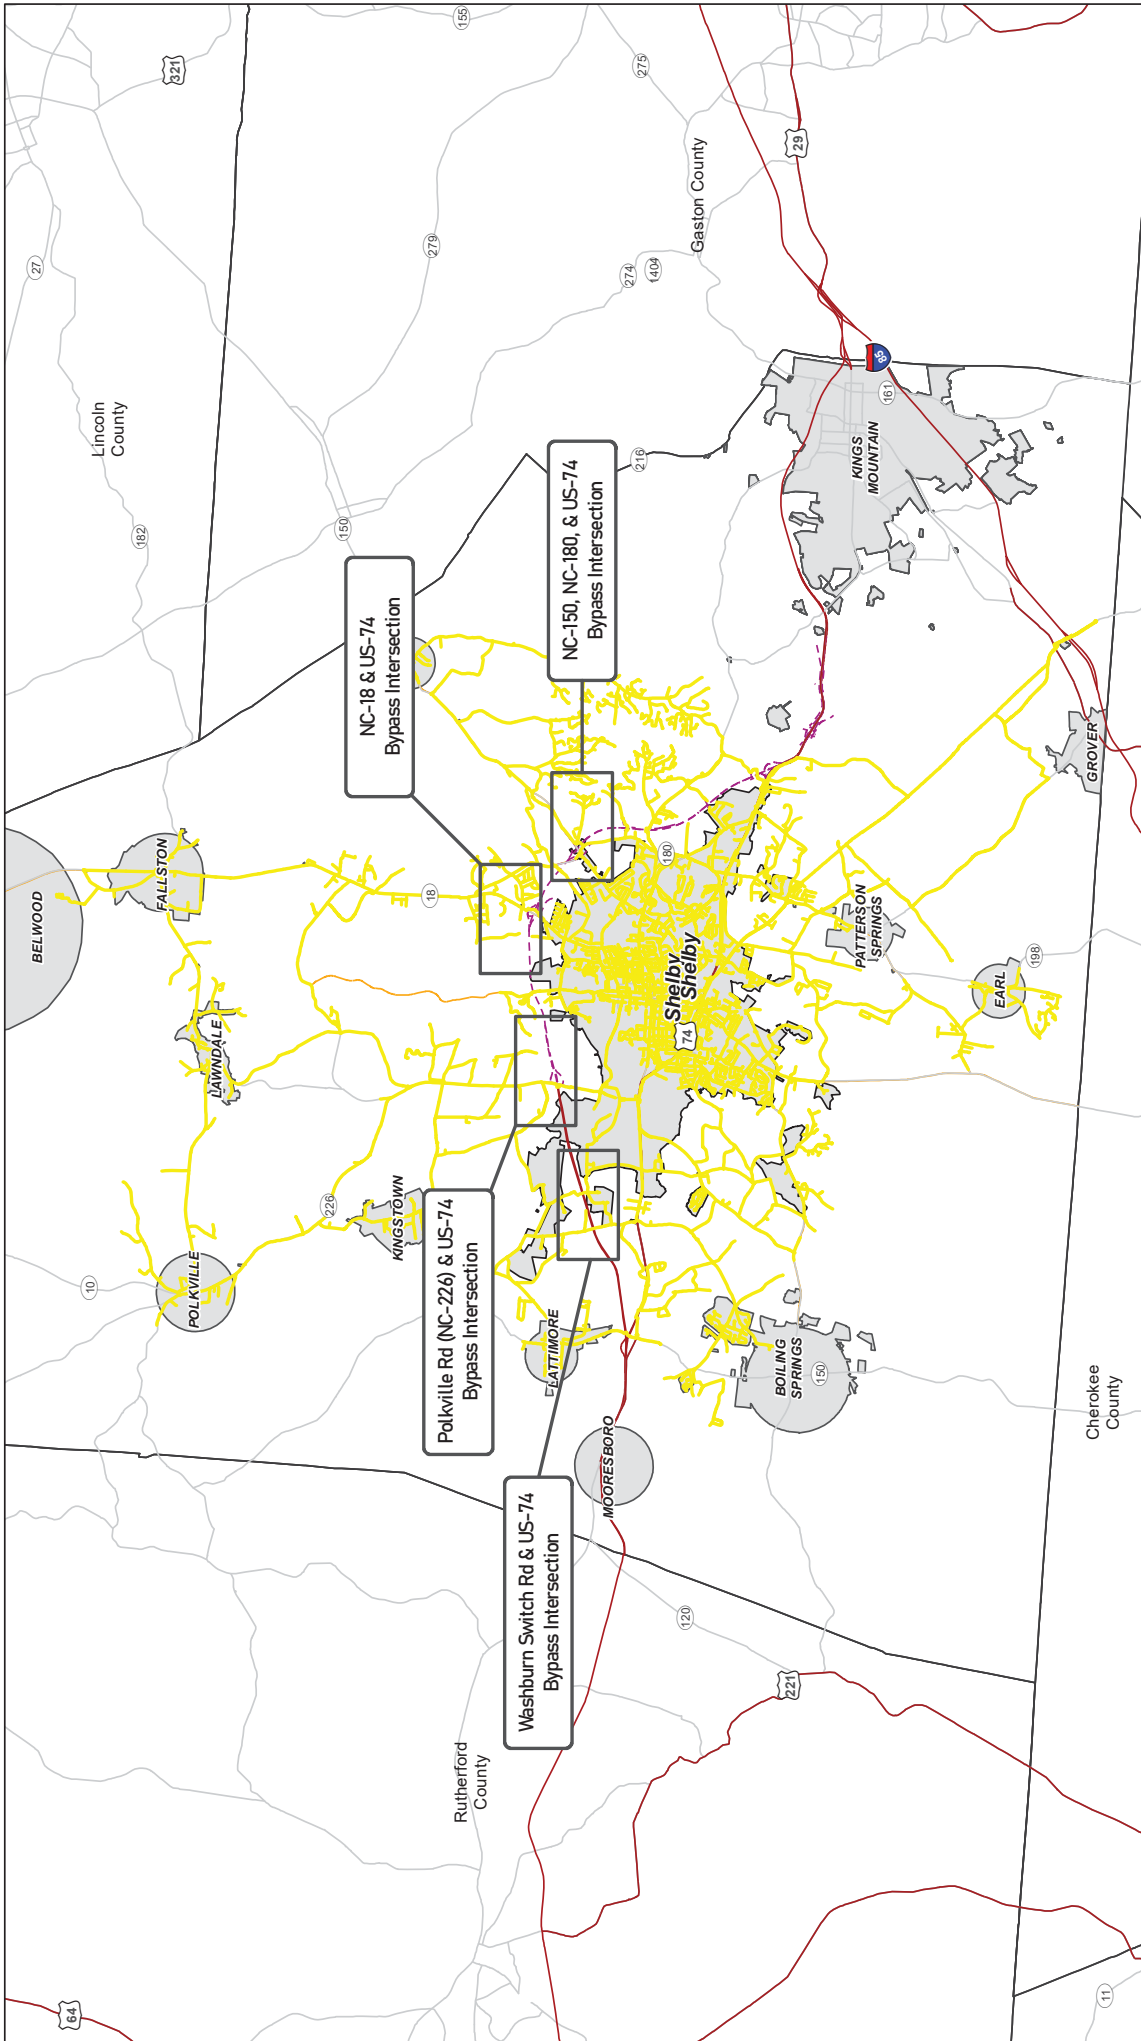 64
221
11
Rutherford
County
120
Washburn Switch Rd & US-74
Bypass Intersection
MOORESBORO
10
POLKVILLE
226
KINGSTOWN
Polkville Rd (NC-226) & US-74
Bypass Intersection
LATTIMORE
BOILING
SPRINGS
150
Cherokee
County
BELWOOD
FALLSTON
LAWNDALE
18
Shelby
Shelby
74
180
PATTERSON
SPRINGS
EARL
198
GROVER
NC-18 & US-74
Bypass Intersection
NC-150, NC-180, & US-74
Bypass Intersection
Lincoln
County
182
150
216
KINGS
MOUNTAIN
161
85
321
27
155
275
279
274
1404
Gaston County
29